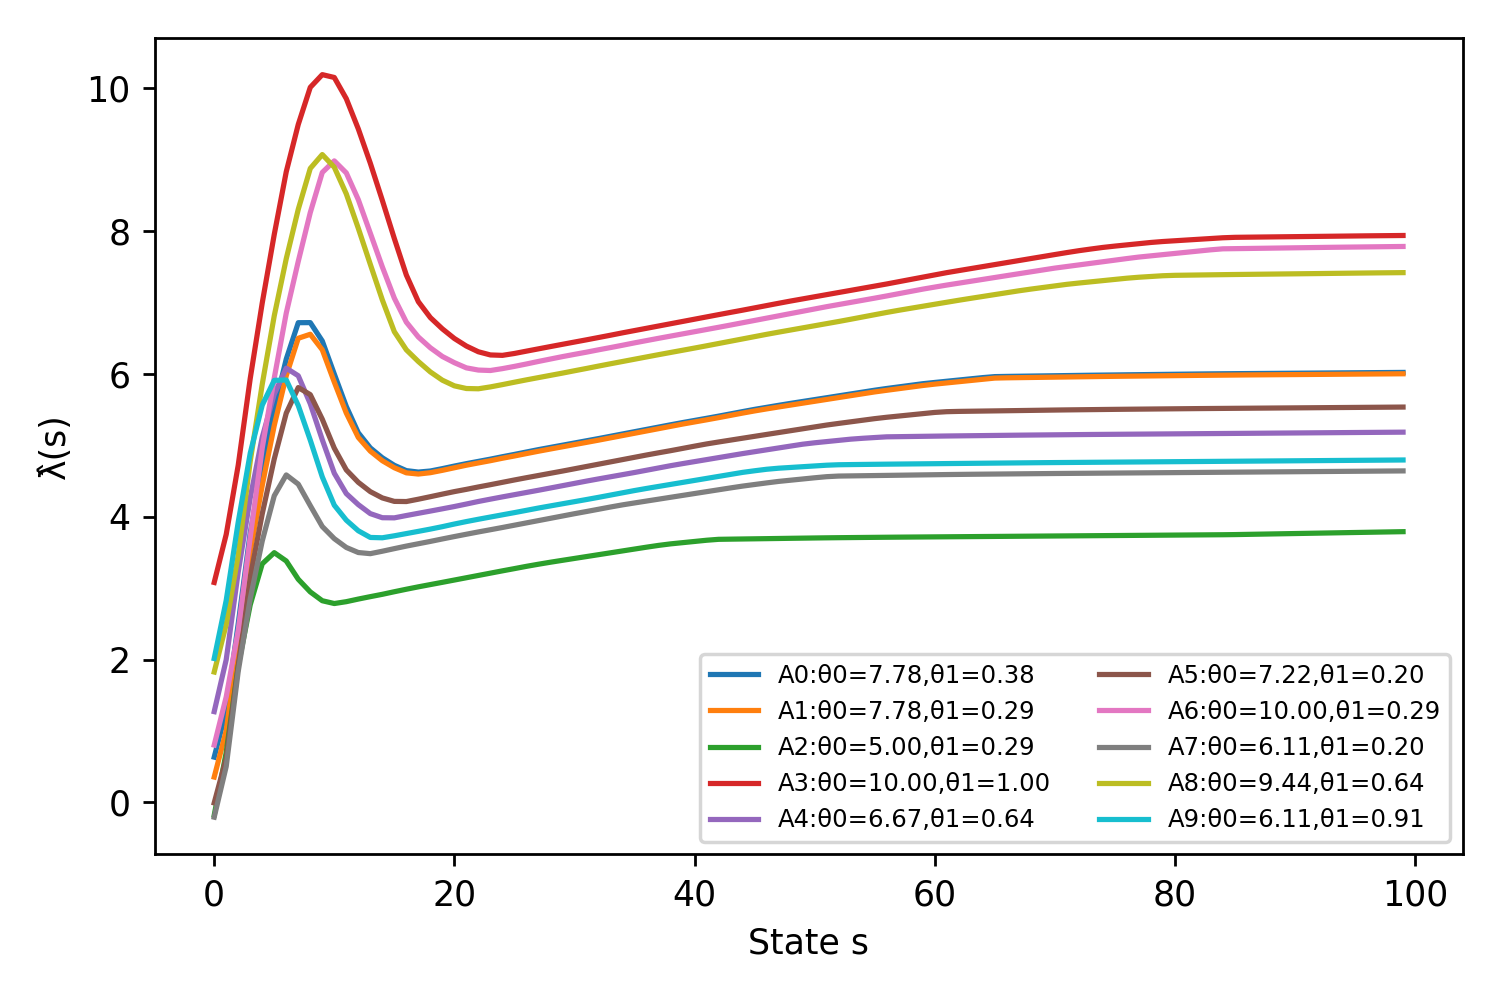 10
8
6
4
2
0
λ̂(s)
0 20 40 60 80 100
State s
A0:θ0=7.78,θ1=0.38
A1:θ0=7.78,θ1=0.29
A2:θ0=5.00,θ1=0.29
A3:θ0=10.00,θ1=1.00
A4:θ0=6.67,θ1=0.64
A5:θ0=7.22,θ1=0.20
A6:θ0=10.00,θ1=0.29
A7:θ0=6.11,θ1=0.20
A8:θ0=9.44,θ1=0.64
A9:θ0=6.11,θ1=0.91